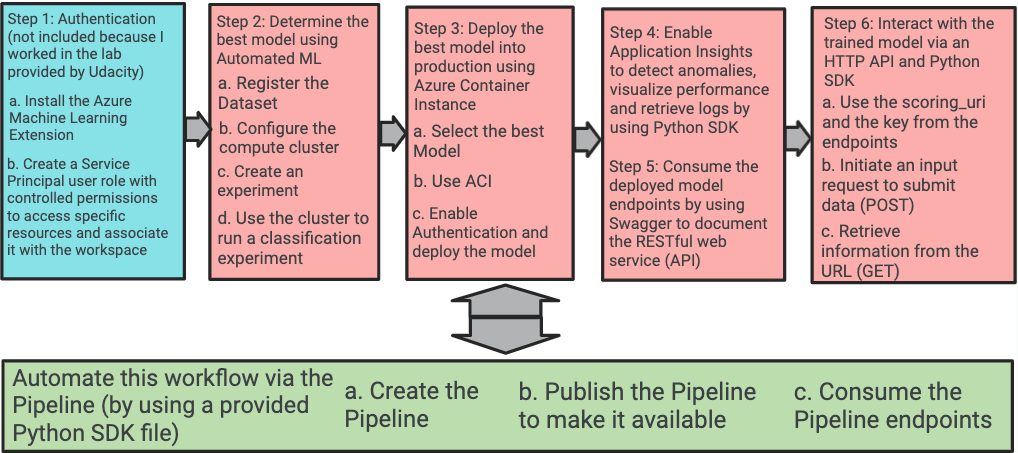 Step 1: Authentication
(not included because I
worked in the lab
provided by Udacity)
a. Install the Azure
Machine Learning
Extension
b. Create a Service
Principal user role with
controlled permissions
to access specific
resources and associate
it with the workspace
Step 2: Determine the
best model using
Automated ML
a. Register the
Dataset
b. Configure the
compute cluster
c. Create an
experiment
d. Use the cluster to
run a classification
experiment
Step 3: Deploy the
best model into
production using
Azure Container
Instance
a. Select the best
Model
b. Use ACI
c. Enable
Authentication and
deploy the model
Step 4: Enable
Application Insights
to detect anomalies,
visualize performance
and retrieve logs by
using Python SDK
Step 5: Consume the
deployed model
endpoints by using
Swagger to document
the RESTful web
service (API)
Step 6: Interact with the
trained model via an
HTTP API and Python
SDK
a. Use the scoring_uri
and the key from the
endpoints
b. Initiate an input
request to submit
data (POST)
c. Retrieve
information from the
URL (GET)
Automate this workflow via the
Pipeline (by using a provided
Python SDK file)
a. Create the
Pipeline
b. Publish the Pipeline
to make it available
c. Consume the
Pipeline endpoints